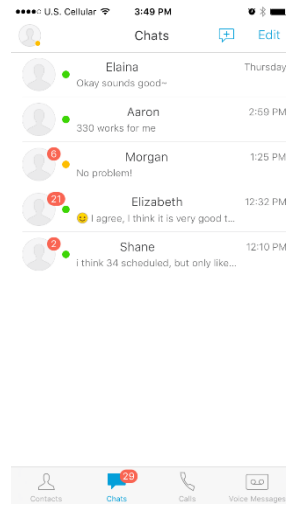 U.S. Cellular 3:49 PM
Chats Edit
Elaina Thursday
Okay sounds good~
Aaron 2:59 PM
330 works for me
6 Morgan 1:25 PM
No problem!
21 Elizabeth 12:32 PM
😉 I agree, I think it is very good t...
2 Shane 12:10 PM
i think 34 scheduled, but only like...
29
Contacts Chats Calls Voice Messages